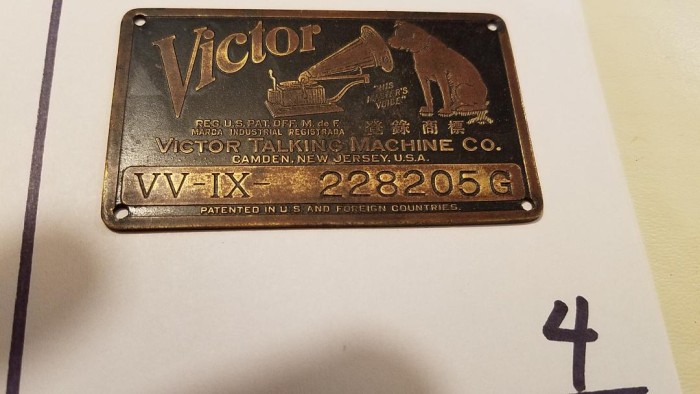 Victor
"HIS
MASTER'S
VOICE"
REG. U.S. PAT. OFF. M. de F.
MARCA INDUSTRIAL REGISTRADA 登錄商標
VICTOR TALKING MACHINE CO.
CAMDEN, NEW JERSEY, U.S.A.
VV-IX- 228205G
PATENTED IN U.S. AND FOREIGN COUNTRIES.
4